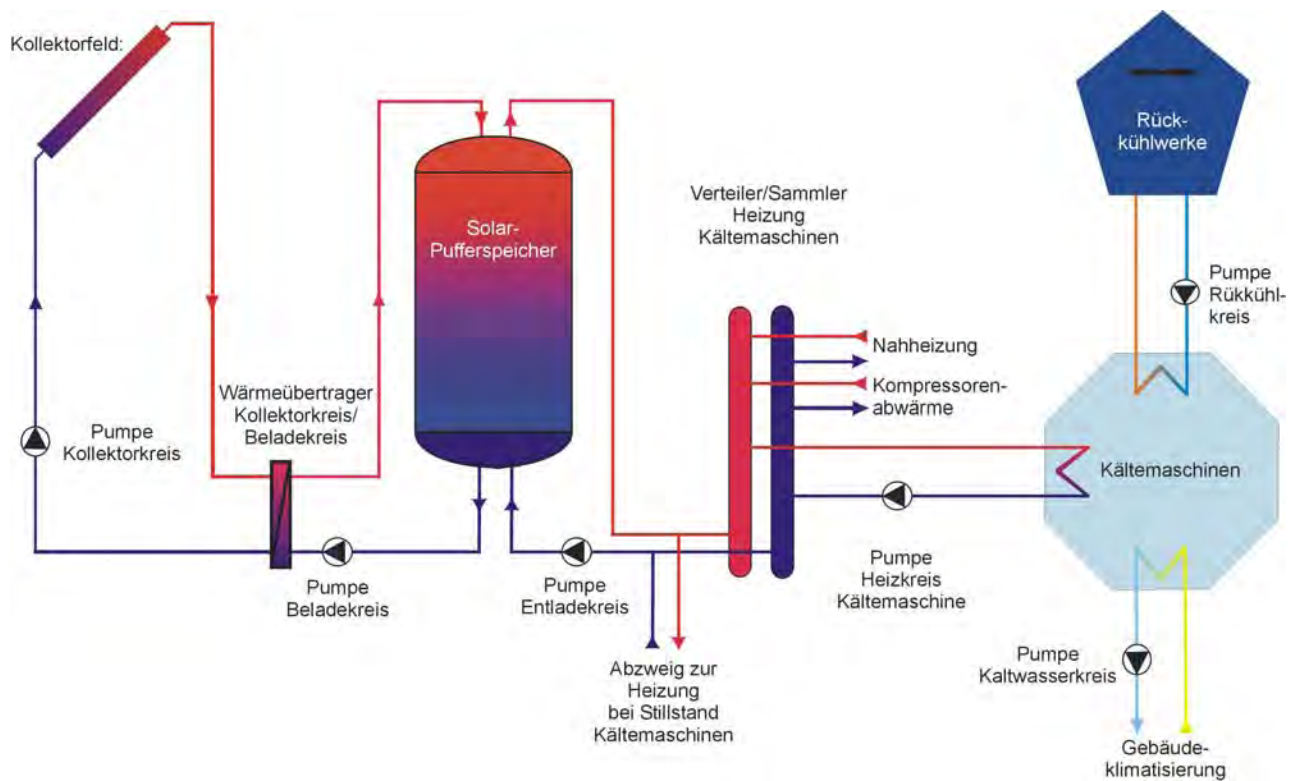 Kollektorfeld:
Rück-
kühlwerke
Verteiler/Sammler
Heizung
Kältemaschinen
Solar-
Pufferspeicher
Pumpe
Rükkühl-
kreis
Nahheizung
Kompressoren-
abwärme
Wärmeübertrager
Kollektorkreis/
Beladekreis
Pumpe
Kollektorkreis
Kältemaschinen
Pumpe
Beladekreis
Pumpe
Entladekreis
Pumpe
Heizkreis
Kältemaschine
Abzweig zur
Heizung
bei Stillstand
Kältemaschinen
Pumpe
Kaltwasserkreis
Gebäude-
klimatisierung